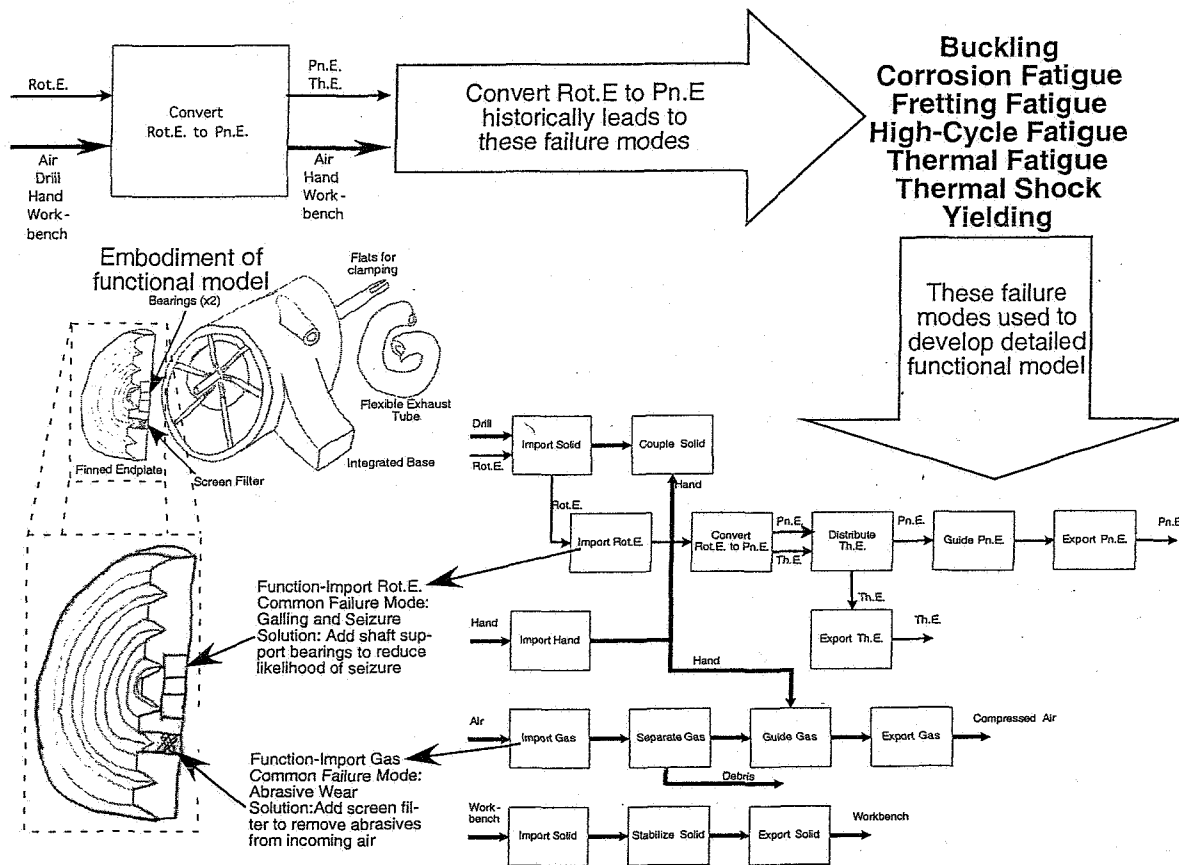 Rot.E.
Convert
Rot.E. to Pn.E.
Pn.E.
Th.E.
Air
Drill
Hand
Work-
bench
Air
Hand
Work-
bench
Convert Rot.E to Pn.E
historically leads to
these failure modes
Buckling
Corrosion Fatigue
Fretting Fatigue
High-Cycle Fatigue
Thermal Fatigue
Thermal Shock
Yielding
These failure
modes used to
develop detailed
functional model
Embodiment of
functional model
Bearings (x2)
Flats for
clamping
Flexible Exhaust
Tube
Integrated Base
Finned Endplate
Screen Filter
Drill
Rot.E.
Import Solid
Couple Solid
Hand
Rot.E.
Import Rot.E.
Convert
Rot.E. to Pn.E.
Pn.E.
Th.E.
Distribute
Th.E.
Pn.E.
Guide Pn.E.
Export Pn.E.
Pn.E.
Th.E.
Export Th.E.
Th.E.
Function-Import Rot.E.
Common Failure Mode:
Galling and Seizure
Solution: Add shaft sup-
port bearings to reduce
likelihood of seizure
Hand
Import Hand
Hand
Air
Import Gas
Separate Gas
Guide Gas
Export Gas
Compressed Air
Debris
Function-Import Gas
Common Failure Mode:
Abrasive Wear
Solution:Add screen fil-
ter to remove abrasives
from incoming air
Work-
bench
Import Solid
Stabilize Solid
Export Solid
Workbench